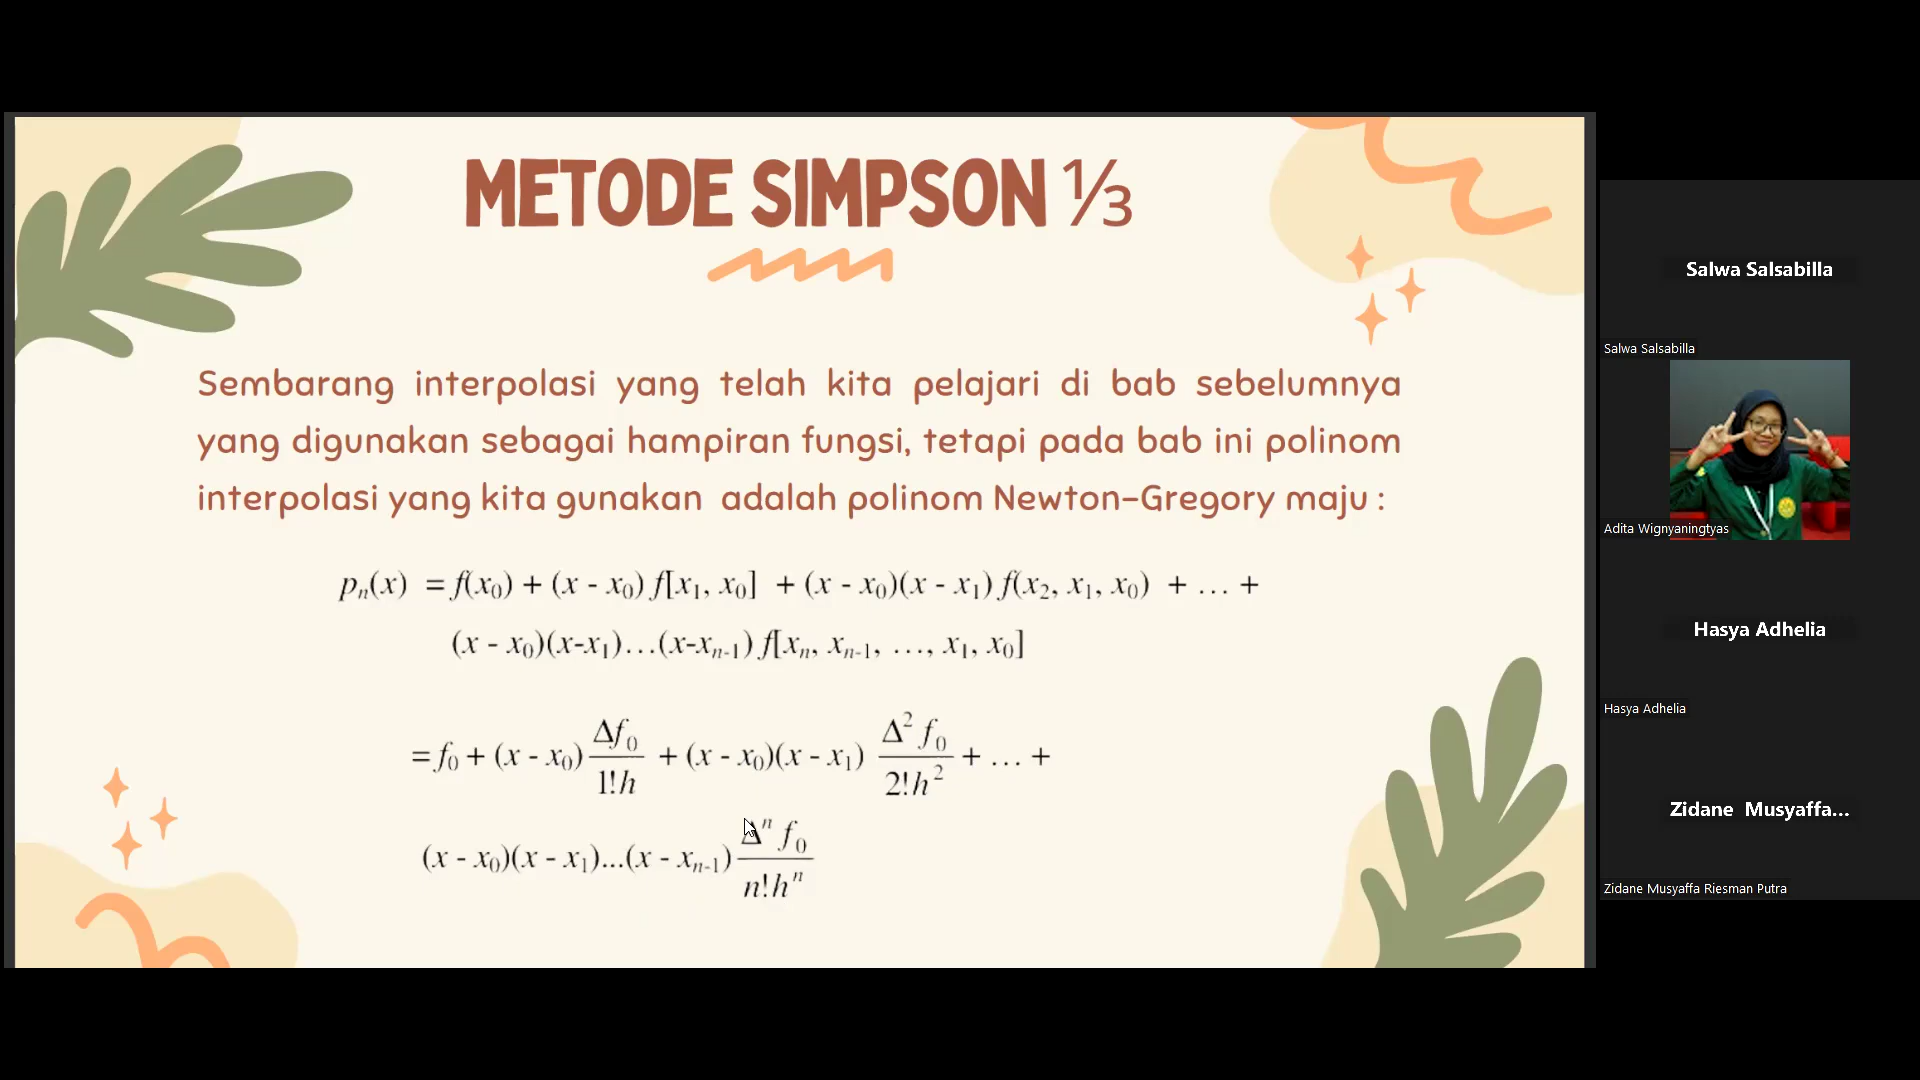 METODE SIMPSON ⅓
Sembarang interpolasi yang telah kita pelajari di bab sebelumnya
yang digunakan sebagai hampiran fungsi, tetapi pada bab ini polinom
interpolasi yang kita gunakan adalah polinom Newton-Gregory maju :
pₙ(x) = f(x₀) + (x - x₀) f[x₁, x₀] + (x - x₀)(x - x₁) f(x₂, x₁, x₀) + … +
(x - x₀)(x-x₁)…(x-xₙ₋₁) f[xₙ, xₙ₋₁, …, x₁, x₀]
= f₀ + (x - x₀) Δf₀/1!h + (x - x₀)(x - x₁) Δ²f₀/2!h² + … +
(x - x₀)(x - x₁)...(x - xₙ₋₁) Δⁿf₀/n!hⁿ
Salwa Salsabilla
Salwa Salsabilla
Adita Wignyaningtyas
Hasya Adhelia
Hasya Adhelia
Zidane Musyaffa...
Zidane Musyaffa Riesman Putra